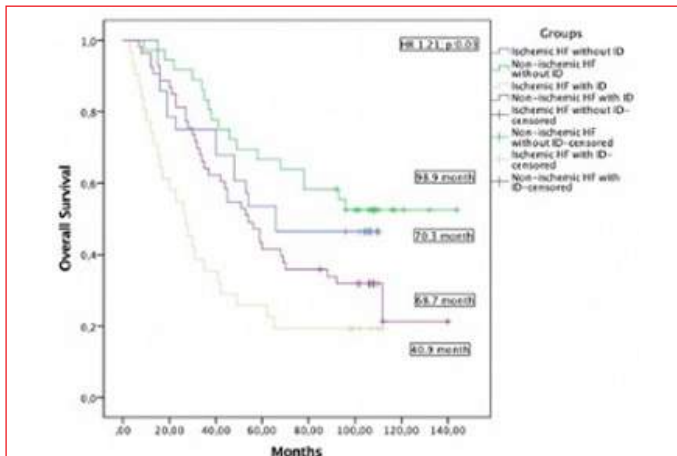 Groups
Ischemic HF without ID
Non-ischemic HF
without ID
Ischemic HF with ID
Non-ischemic HF with ID
Ischemic HF without ID-
censored
Non-ischemic HF
without ID-censored
Ischemic HF with ID-
censored
Non-ischemic HF with
ID-censored
HR 1.21; p:0.03
98.9 month
70.3 month
68.7 month
40.9 month
Overall Survival
1,0
0,8
0,6
0,4
0,2
0,0
,00 20,00 40,00 60,00 80,00 100,00 120,00 140,00
Months